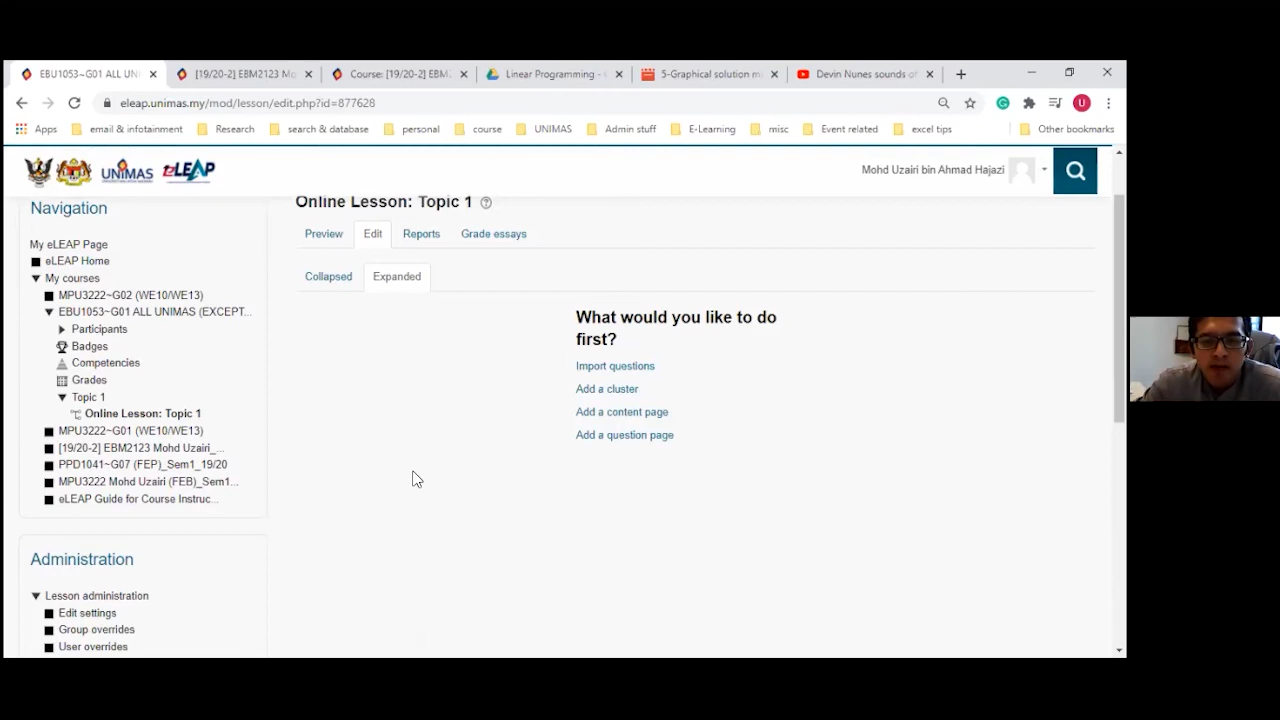 EBU1053~G01 ALL UNI
[19/20-2] EBM2123 Mo
Course: [19/20-2] EBM
Linear Programming -
5-Graphical solution m
Devin Nunes sounds of
eleap.unimas.my/mod/lesson/edit.php?id=877628
U
Apps
email & infotainment
Research
search & database
personal
course
UNIMAS
Admin stuff
E-Learning
misc
Event related
excel tips
Other bookmarks
UNIMAS
eLEAP
Mohd Uzairi bin Ahmad Hajazi
Navigation
My eLEAP Page
eLEAP Home
My courses
MPU3222~G02 (WE10/WE13)
EBU1053~G01 ALL UNIMAS (EXCEPT...
Participants
Badges
Competencies
Grades
Topic 1
Online Lesson: Topic 1
MPU3222~G01 (WE10/WE13)
[19/20-2] EBM2123 Mohd Uzairi_...
PPD1041~G07 (FEP)_Sem1_19/20
MPU3222 Mohd Uzairi (FEB)_Sem1...
eLEAP Guide for Course Instruc...
Administration
Lesson administration
Edit settings
Group overrides
User overrides
Online Lesson: Topic 1
Preview
Edit
Reports
Grade essays
Collapsed
Expanded
What would you like to do
first?
Import questions
Add a cluster
Add a content page
Add a question page